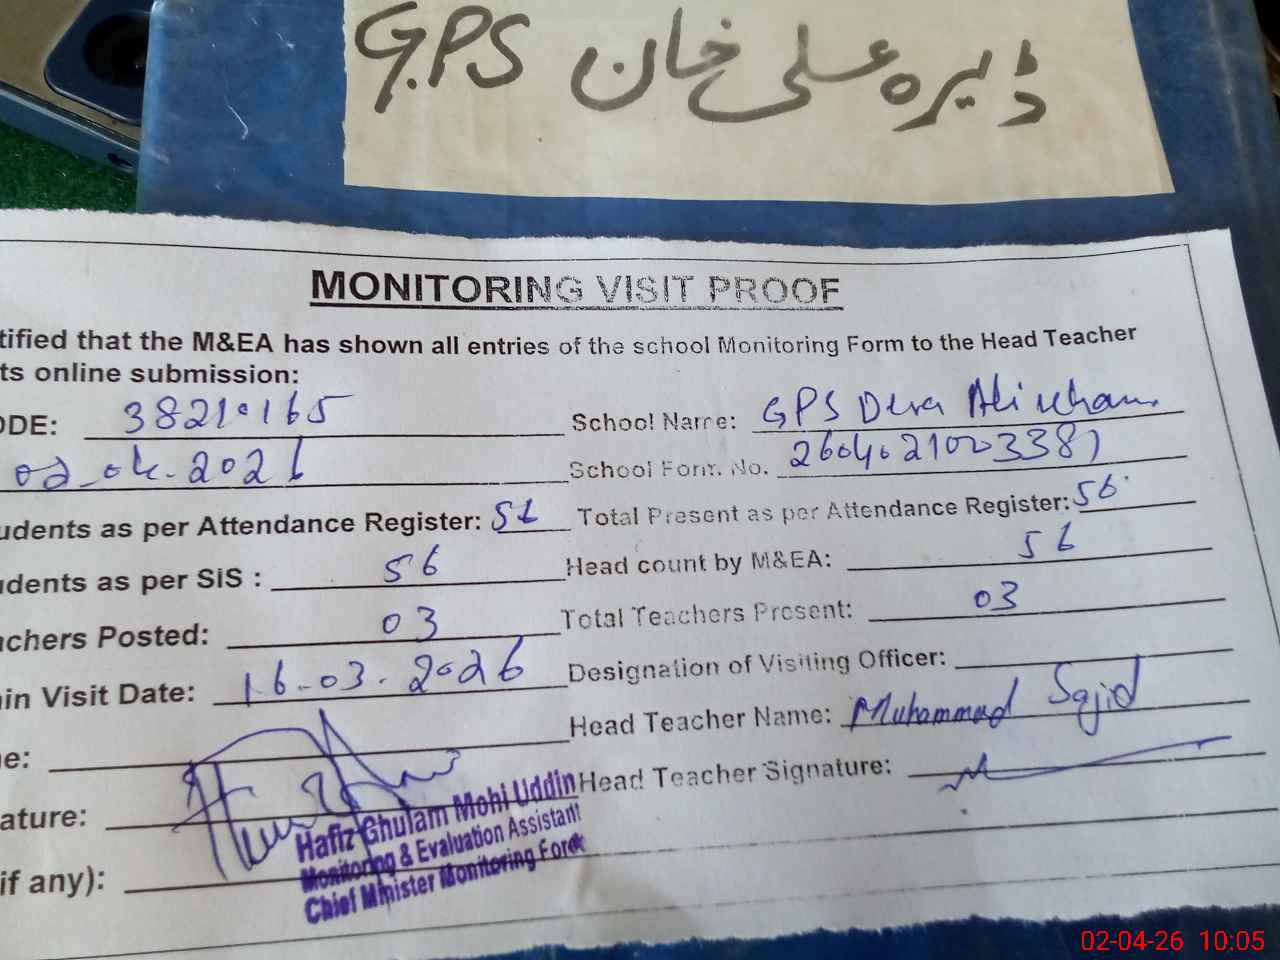 GPS ڈیرہ علی خان
MONITORING VISIT PROOF
tified that the M&EA has shown all entries of the school Monitoring Form to the Head Teacher
ts online submission:
ODE: 38210165 School Name: GPS Dera Ali Khan
02-04-2026 School Form No.
udents as per Attendance Register: 56 Total Present as per Attendance Register: 56
udents as per SIS : 56 Head count by M&EA: 56
achers Posted: 03 Total Teachers Present: 03
ain Visit Date: 16-03-2026 Designation of Visiting Officer:
e: Head Teacher Name: Muhammad Sajid
ature: Head Teacher Signature:
Hafiz Ghulam Mohi Uddin
Monitoring & Evaluation Assistant
Chief Minister Monitoring Force
if any):
02-04-26 10:05